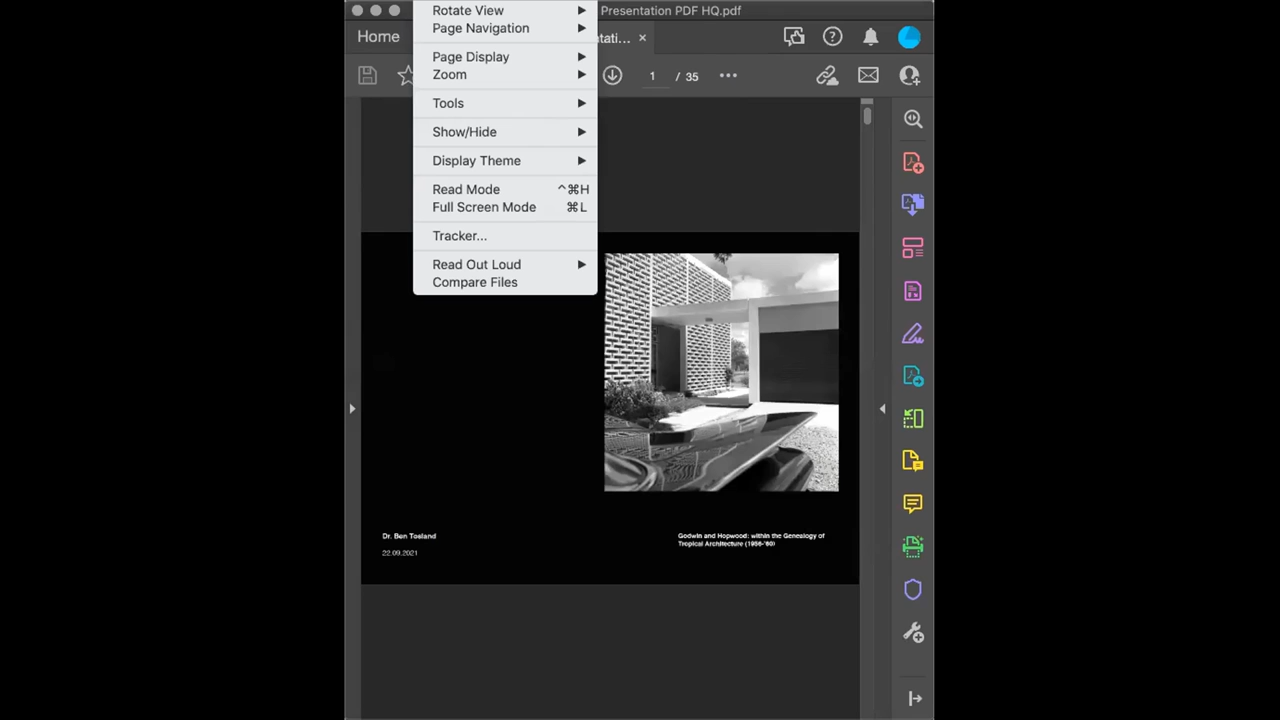 Presentation PDF HQ.pdf
Home
ntati... ×
1 / 35
Rotate View
Page Navigation
Page Display
Zoom
Tools
Show/Hide
Display Theme
Read Mode ^⌘H
Full Screen Mode ⌘L
Tracker...
Read Out Loud
Compare Files
Dr. Ben Tosland
22.09.2021
Godwin and Hopwood: within the Genealogy of
Tropical Architecture (1956-'80)